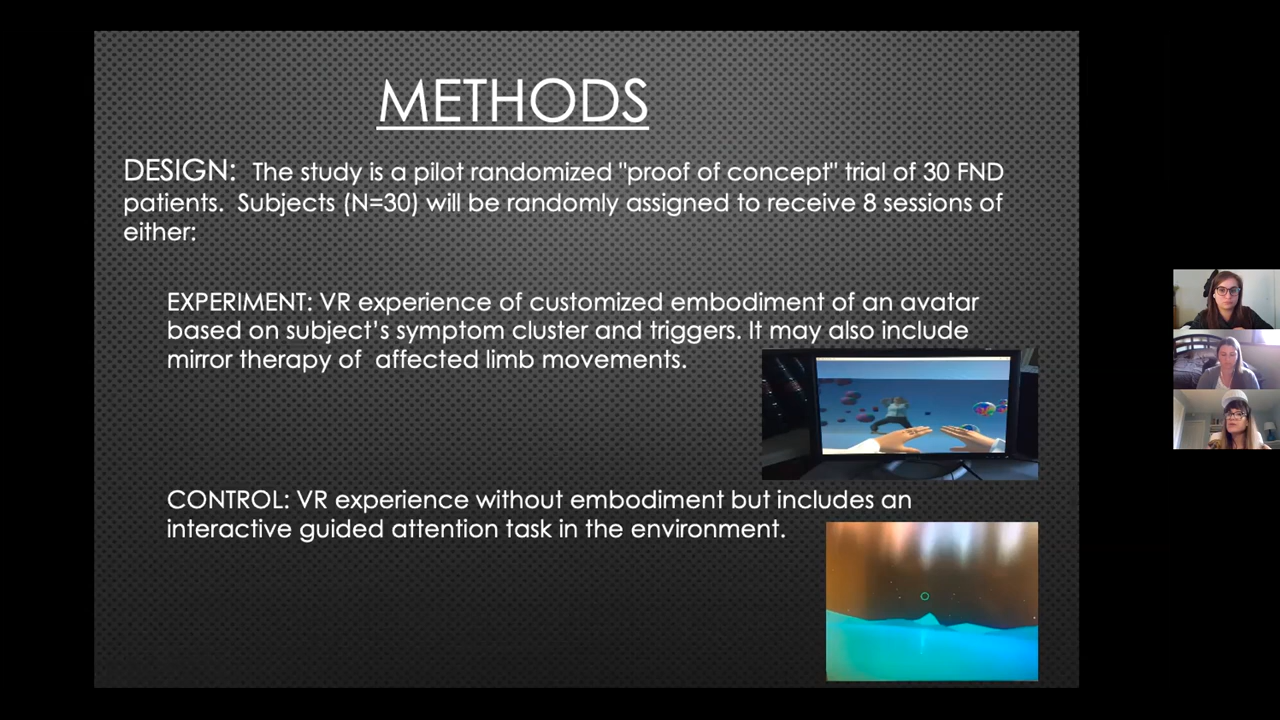 METHODS
DESIGN: The study is a pilot randomized "proof of concept" trial of 30 FND
patients. Subjects (N=30) will be randomly assigned to receive 8 sessions of
either:
EXPERIMENT: VR experience of customized embodiment of an avatar
based on subject’s symptom cluster and triggers. It may also include
mirror therapy of affected limb movements.
CONTROL: VR experience without embodiment but includes an
interactive guided attention task in the environment.